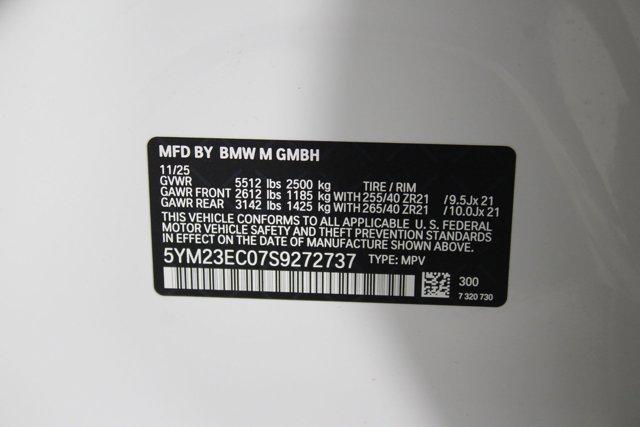 MFD BY BMW M GMBH
11/25
GVWR 5512 lbs 2500 kg TIRE / RIM
GAWR FRONT 2612 lbs 1185 kg WITH 255/40 ZR21 / 9.5Jx 21
GAWR REAR 3142 lbs 1425 kg WITH 265/40 ZR21 / 10.0Jx 21
THIS VEHICLE CONFORMS TO ALL APPLICABLE U. S. FEDERAL
MOTOR VEHICLE SAFETY AND THEFT PREVENTION STANDARDS
IN EFFECT ON THE DATE OF MANUFACTURE SHOWN ABOVE.
5YM23EC07S9272737 TYPE: MPV
300
7 320 730